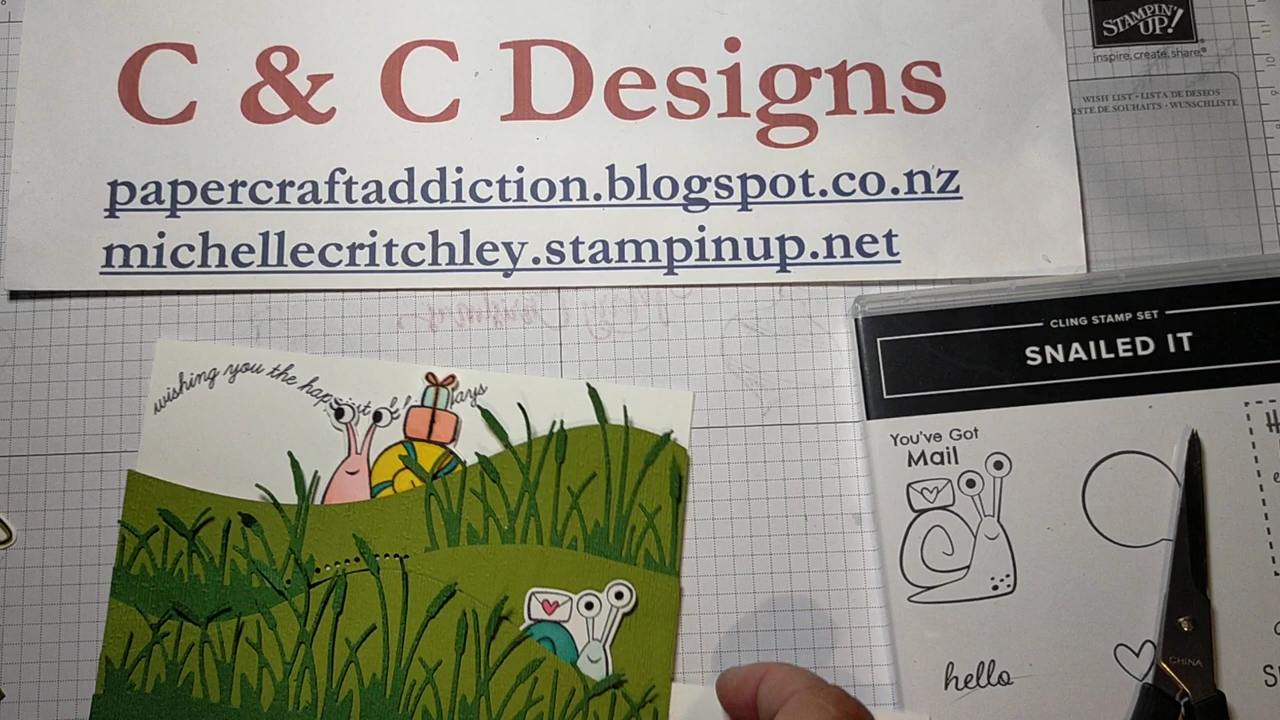 C & C Designs
papercraftaddiction.blogspot.co.nz
michellecritchley.stampinup.net
STAMPIN' UP!
inspire.create.share.®
WISH LIST • LISTA DE DESEOS
DE SOUHAITS • WUNSCHLISTE
CLING STAMP SET
SNAILED IT
You've Got
Mail
hello
wishing you the
CHINA